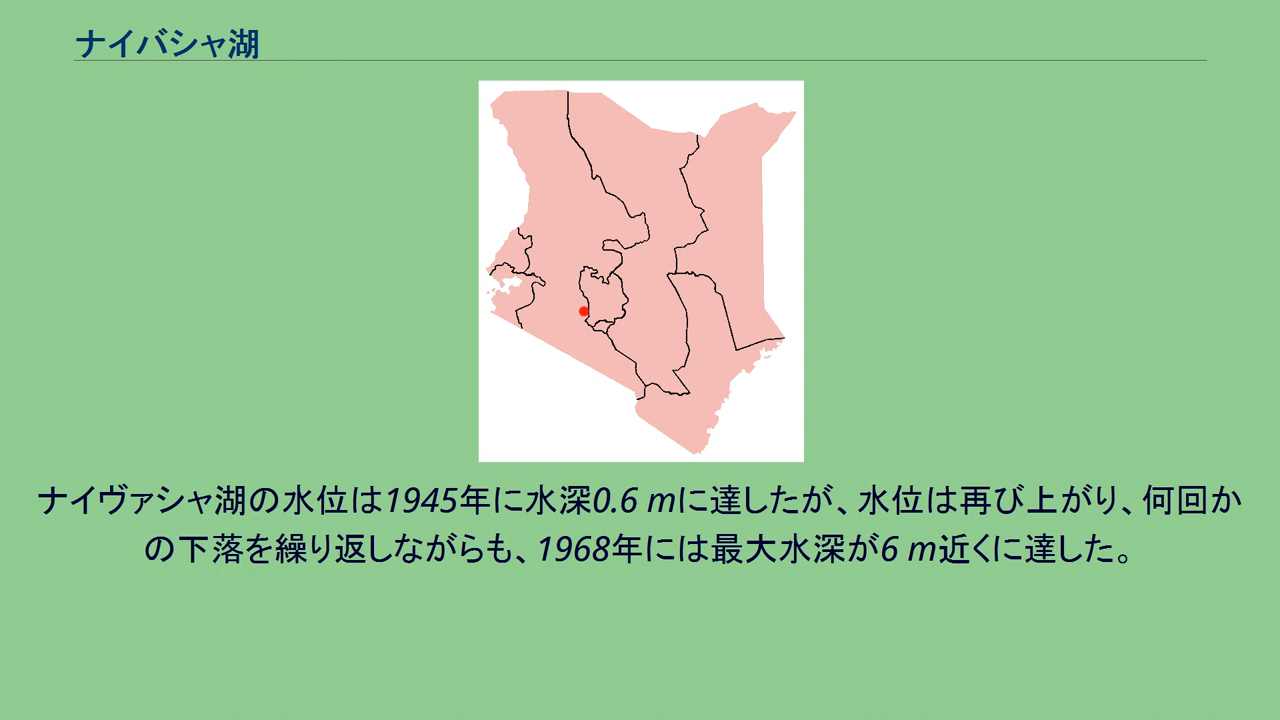 ナイバシャ湖
ナイヴァシャ湖の水位は1945年に水深0.6 mに達したが、水位は再び上がり、何回か
の下落を繰り返しながらも、1968年には最大水深が6 m近くに達した。